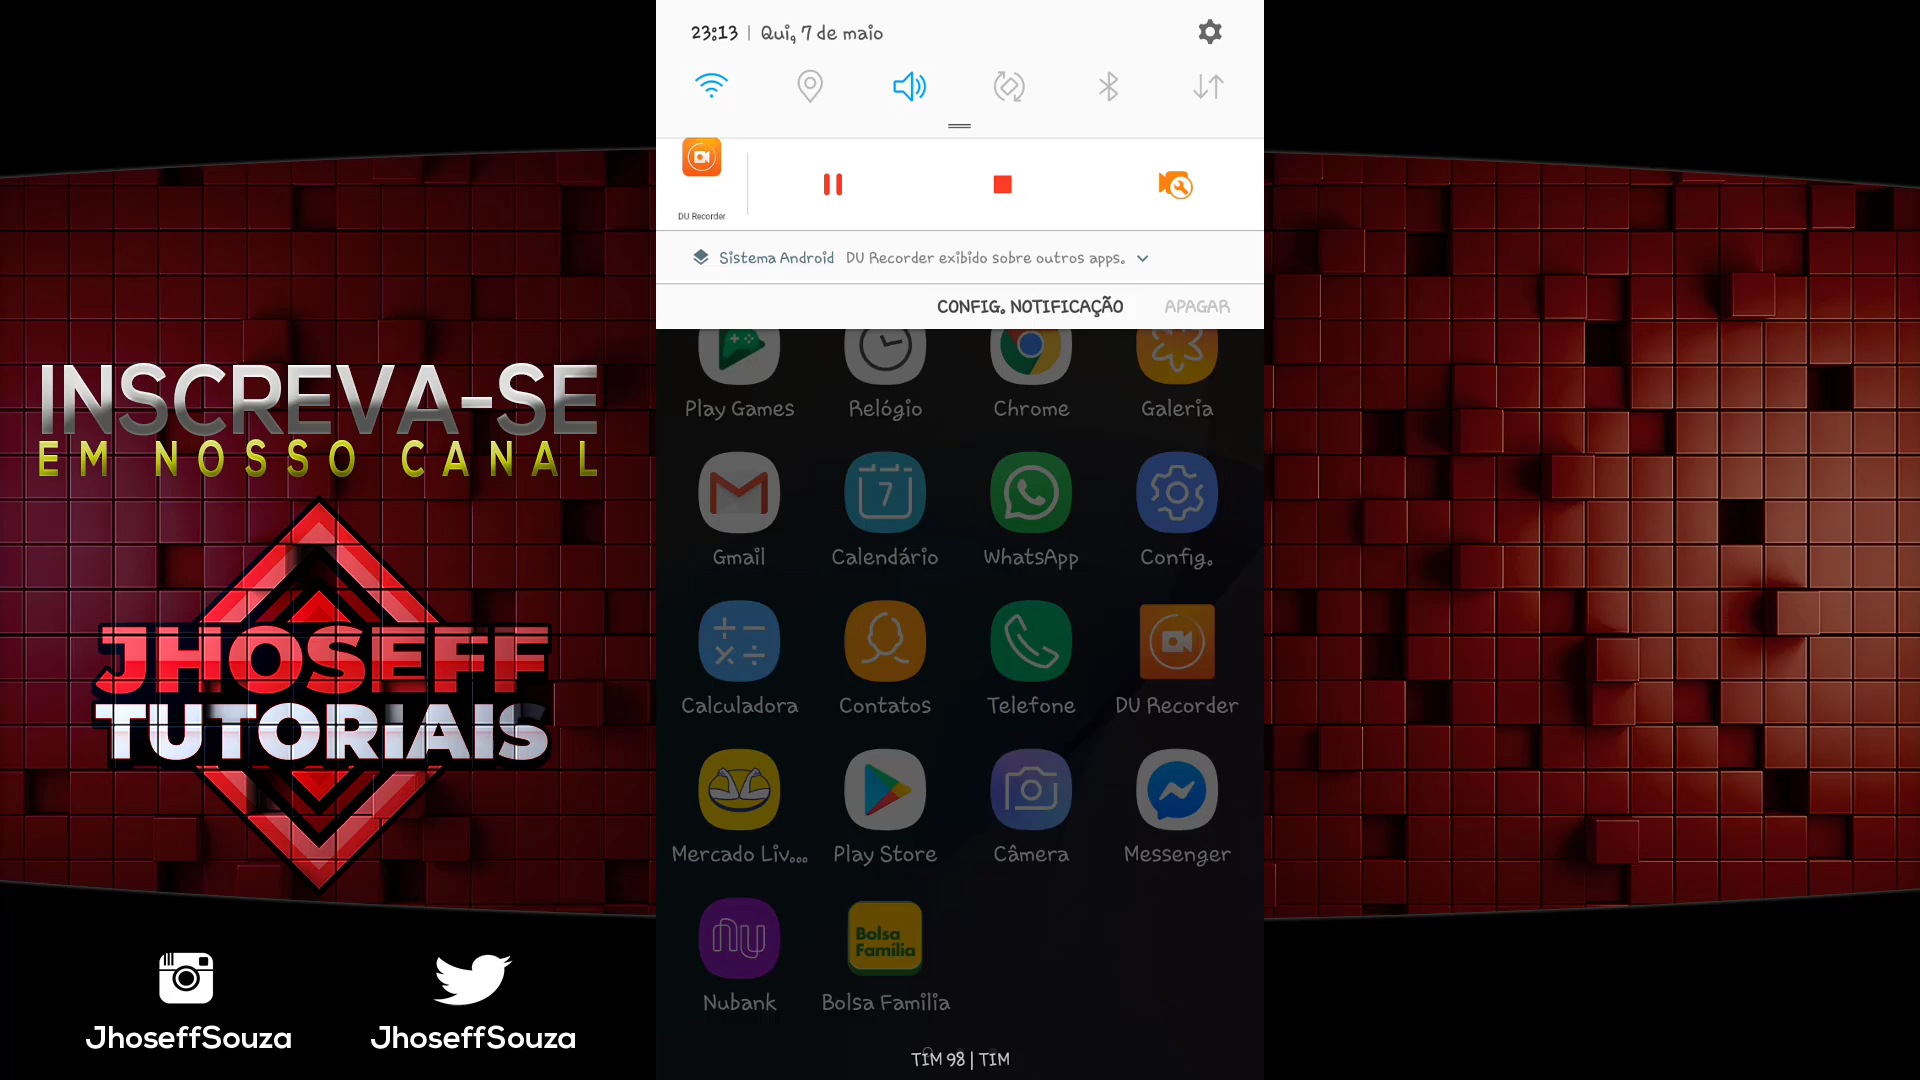 23:13 | Qui, 7 de maio
DU Recorder
Sistema Android DU Recorder exibido sobre outros apps.
CONFIG. NOTIFICAÇÃO APAGAR
Play Games Relógio Chrome Galeria
7
Gmail Calendário WhatsApp Config.
Calculadora Contatos Telefone DU Recorder
Mercado Liv... Play Store Câmera Messenger
nu Bolsa
Família
Nubank Bolsa Família
TIM 98 | TIM
INSCREVA-SE
EM NOSSO CANAL
JHOSEFF
TUTORIAIS
JhoseffSouza JhoseffSouza